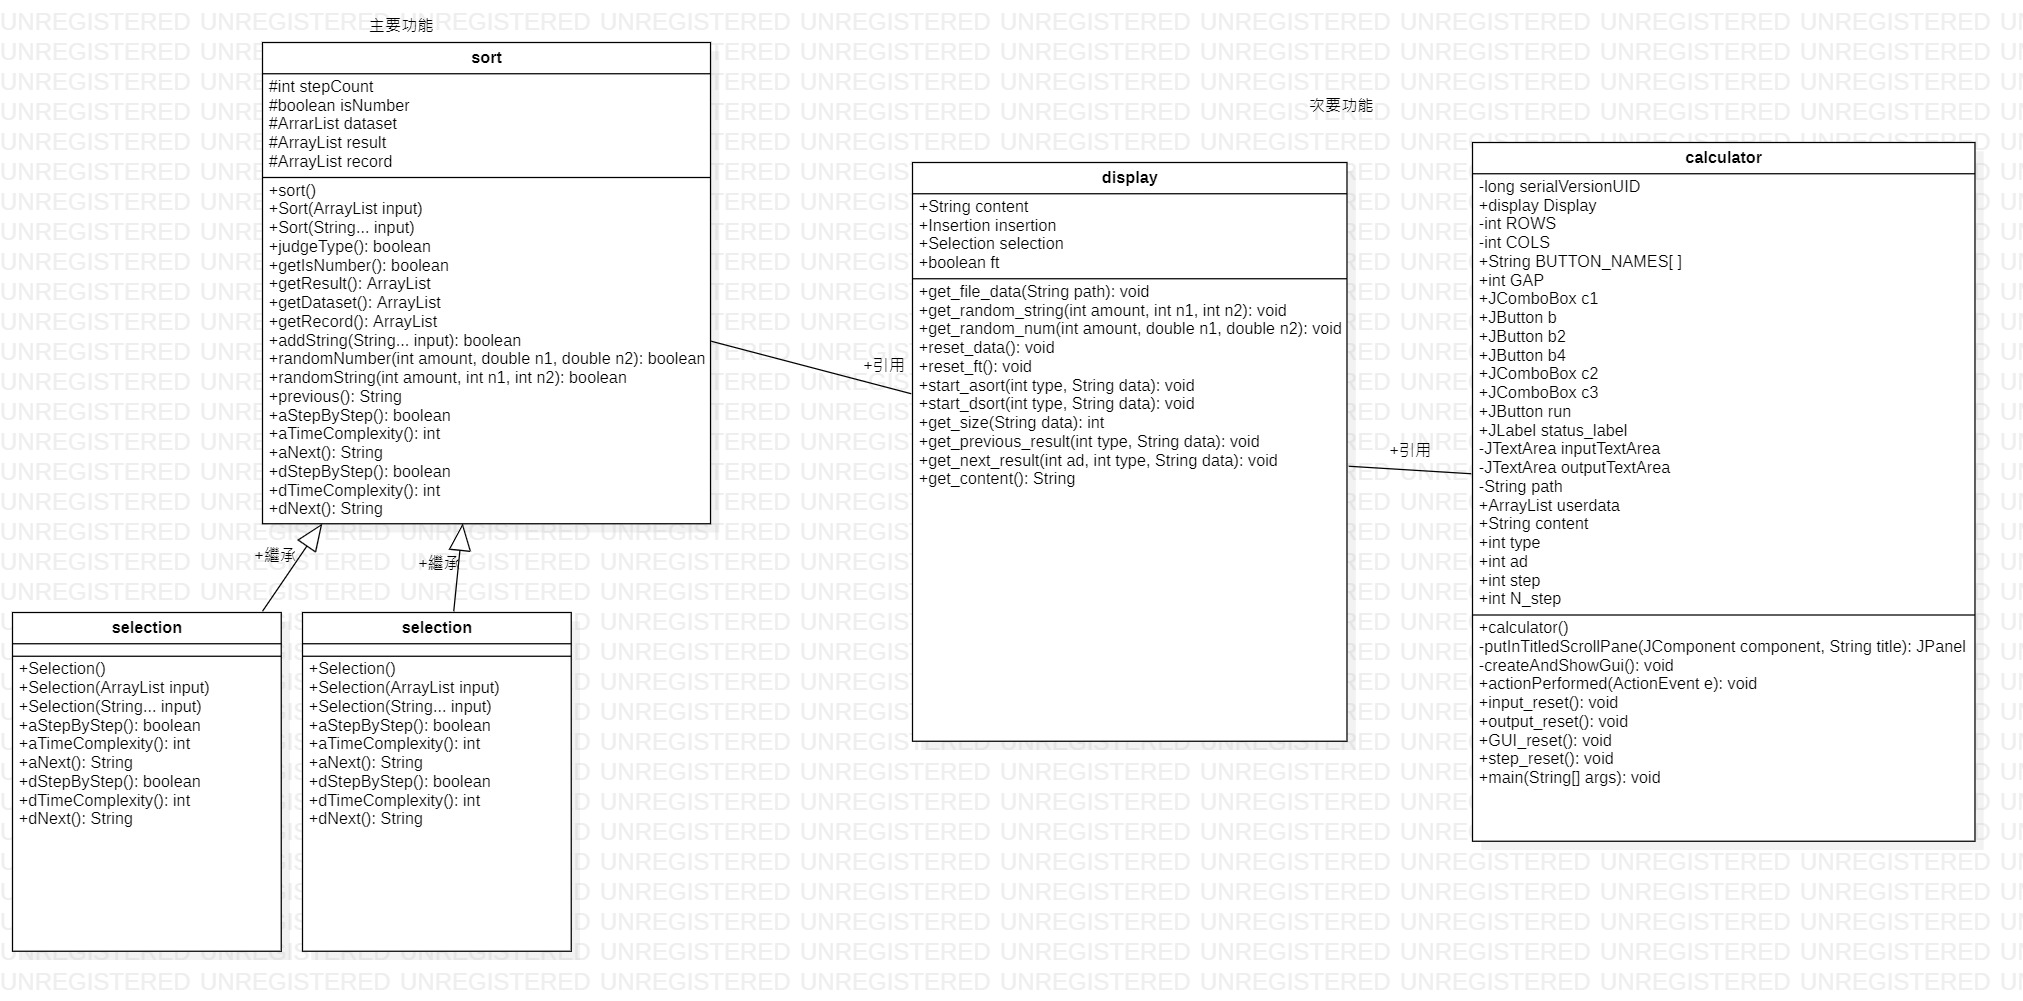 主要功能
sort
#int stepCount
#boolean isNumber
#ArrarList dataset
#ArrayList result
#ArrayList record
+sort()
+Sort(ArrayList input)
+Sort(String... input)
+judgeType(): boolean
+getIsNumber(): boolean
+getResult(): ArrayList
+getDataset(): ArrayList
+getRecord(): ArrayList
+addString(String... input): boolean
+randomNumber(int amount, double n1, double n2): boolean
+randomString(int amount, int n1, int n2): boolean
+previous(): String
+aStepByStep(): boolean
+aTimeComplexity(): int
+aNext(): String
+dStepByStep(): boolean
+dTimeComplexity(): int
+dNext(): String
+繼承
+繼承
selection
+Selection()
+Selection(ArrayList input)
+Selection(String... input)
+aStepByStep(): boolean
+aTimeComplexity(): int
+aNext(): String
+dStepByStep(): boolean
+dTimeComplexity(): int
+dNext(): String
selection
+Selection()
+Selection(ArrayList input)
+Selection(String... input)
+aStepByStep(): boolean
+aTimeComplexity(): int
+aNext(): String
+dStepByStep(): boolean
+dTimeComplexity(): int
+dNext(): String
+引用
次要功能
display
+String content
+Insertion insertion
+Selection selection
+boolean ft
+get_file_data(String path): void
+get_random_string(int amount, int n1, int n2): void
+get_random_num(int amount, double n1, double n2): void
+reset_data(): void
+reset_ft(): void
+start_asort(int type, String data): void
+start_dsort(int type, String data): void
+get_size(String data): int
+get_previous_result(int type, String data): void
+get_next_result(int ad, int type, String data): void
+get_content(): String
+引用
calculator
-long serialVersionUID
+display Display
-int ROWS
-int COLS
+String BUTTON_NAMES[ ]
+int GAP
+JComboBox c1
+JButton b
+JButton b2
+JButton b4
+JComboBox c2
+JComboBox c3
+JButton run
+JLabel status_label
-JTextArea inputTextArea
-JTextArea outputTextArea
-String path
+ArrayList userdata
+String content
+int type
+int ad
+int step
+int N_step
+calculator()
-putInTitledScrollPane(JComponent component, String title): JPanel
-createAndShowGui(): void
+actionPerformed(ActionEvent e): void
+input_reset(): void
+output_reset(): void
+GUI_reset(): void
+step_reset(): void
+main(String[] args): void
UNREGISTERED